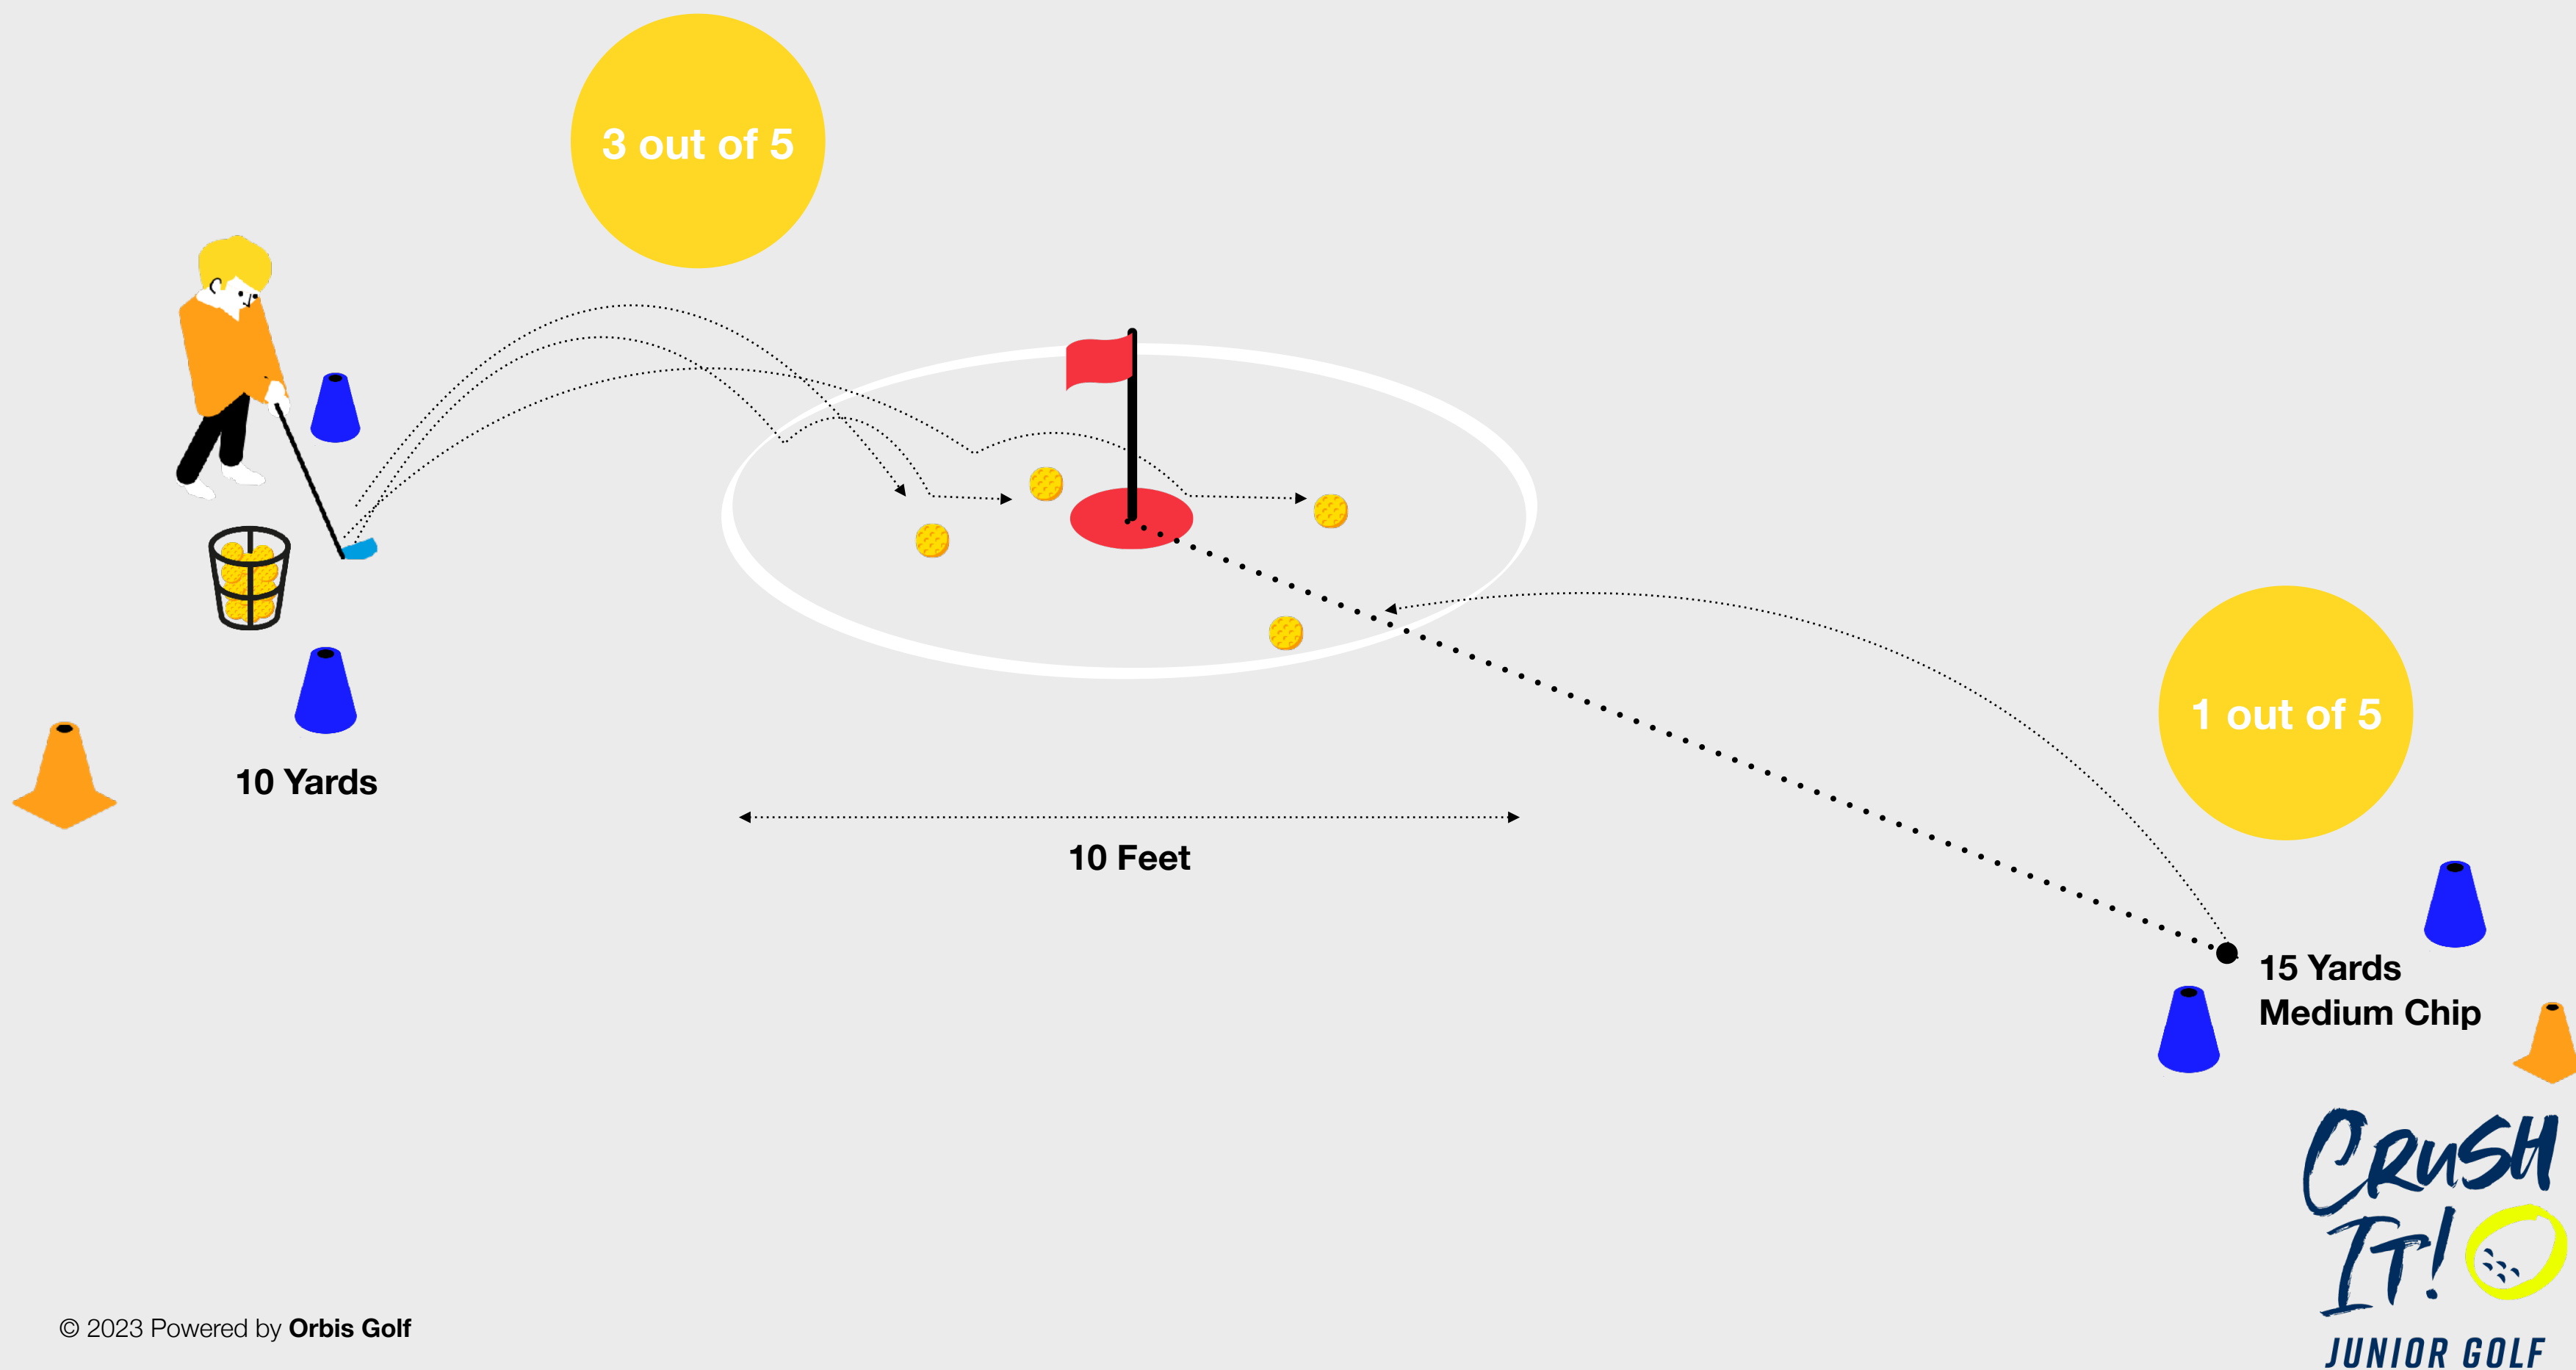 3 out of 5
10 Yards
10 Feet
1 out of 5
15 Yards
Medium Chip
CRUSH
IT!
JUNIOR GOLF
© 2023 Powered by Orbis Golf